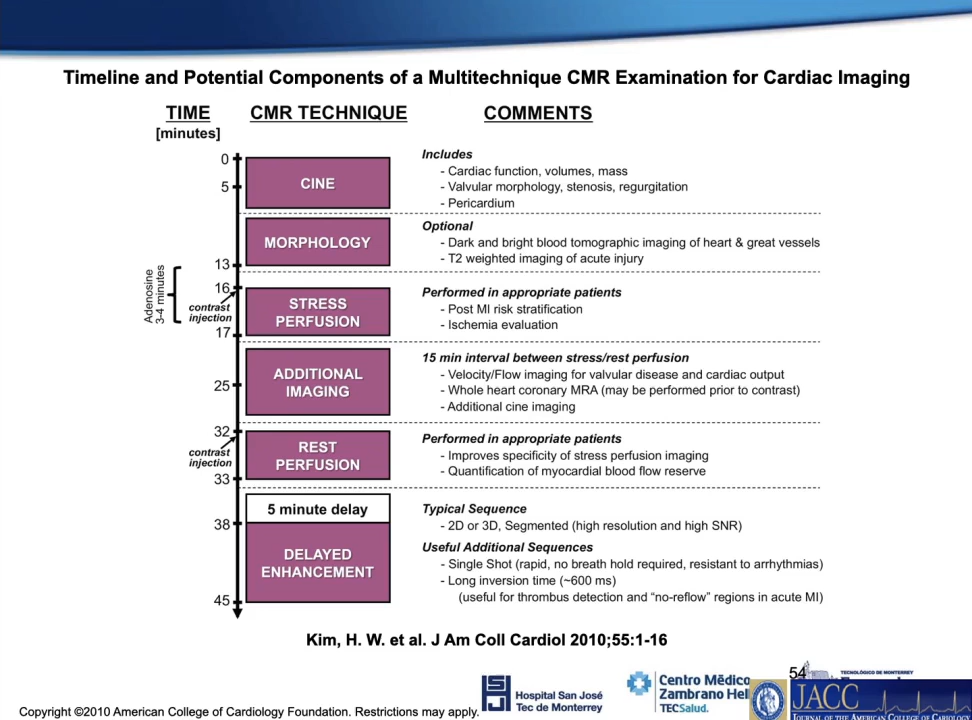 Timeline and Potential Components of a Multitechnique CMR Examination for Cardiac Imaging
TIME
[minutes]
CMR TECHNIQUE
COMMENTS
0
5
CINE
Includes
- Cardiac function, volumes, mass
- Valvular morphology, stenosis, regurgitation
- Pericardium
MORPHOLOGY
13
Optional
- Dark and bright blood tomographic imaging of heart & great vessels
- T2 weighted imaging of acute injury
Adenosine
3-4 minutes
16
contrast
injection
17
STRESS
PERFUSION
Performed in appropriate patients
- Post MI risk stratification
- Ischemia evaluation
25
ADDITIONAL
IMAGING
15 min interval between stress/rest perfusion
- Velocity/Flow imaging for valvular disease and cardiac output
- Whole heart coronary MRA (may be performed prior to contrast)
- Additional cine imaging
32
contrast
injection
33
REST
PERFUSION
Performed in appropriate patients
- Improves specificity of stress perfusion imaging
- Quantification of myocardial blood flow reserve
5 minute delay
38
DELAYED
ENHANCEMENT
45
Typical Sequence
- 2D or 3D, Segmented (high resolution and high SNR)
Useful Additional Sequences
- Single Shot (rapid, no breath hold required, resistant to arrhythmias)
- Long inversion time (~600 ms)
(useful for thrombus detection and “no-reflow” regions in acute MI)
Kim, H. W. et al. J Am Coll Cardiol 2010;55:1-16
54
TECNOLÓGICO DE MONTERREY
Hospital San José
Tec de Monterrey
Centro Médico
Zambrano Hel
TECSalud.
JACC
JOURNAL OF THE AMERICAN COLLEGE OF CARDIOLOGY
Copyright ©2010 American College of Cardiology Foundation. Restrictions may apply.